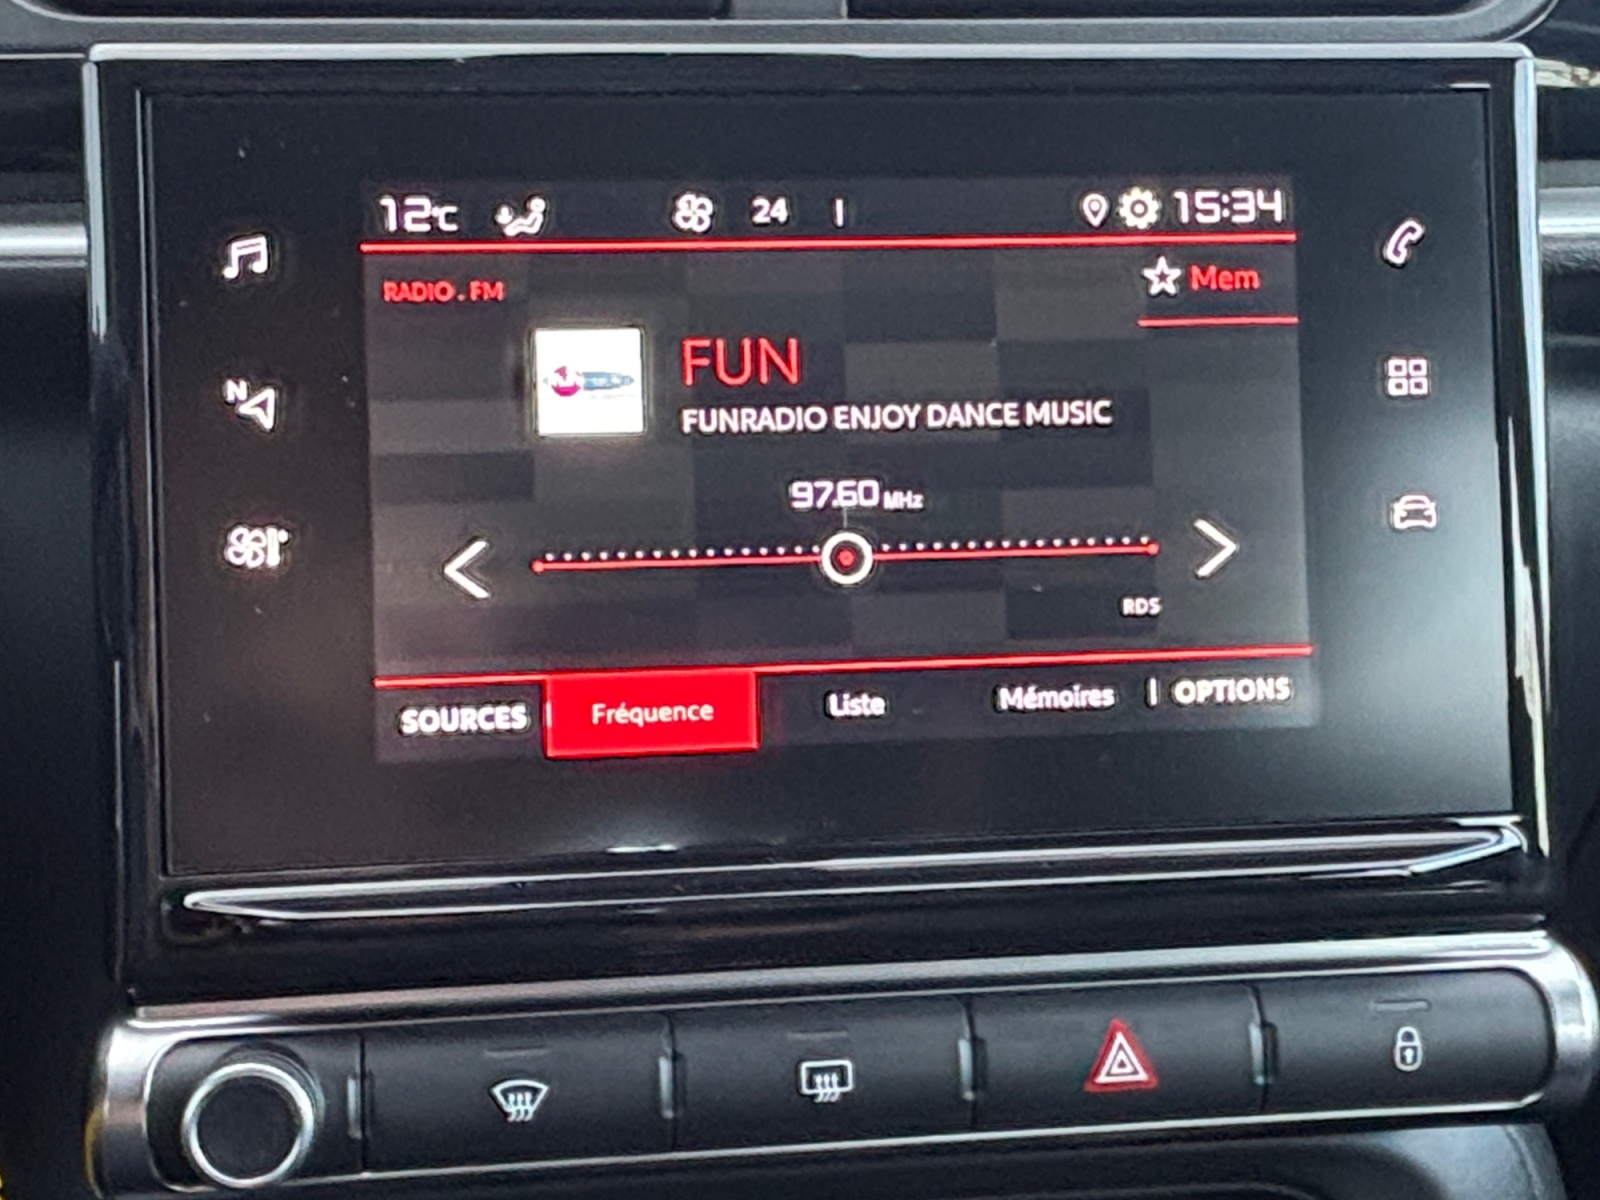 12°C 24 15:34
RADIO . FM
Mem
FUN
FUNRADIO ENJOY DANCE MUSIC
97.60 MHz
RDS
SOURCES Fréquence Liste Mémoires OPTIONS
N